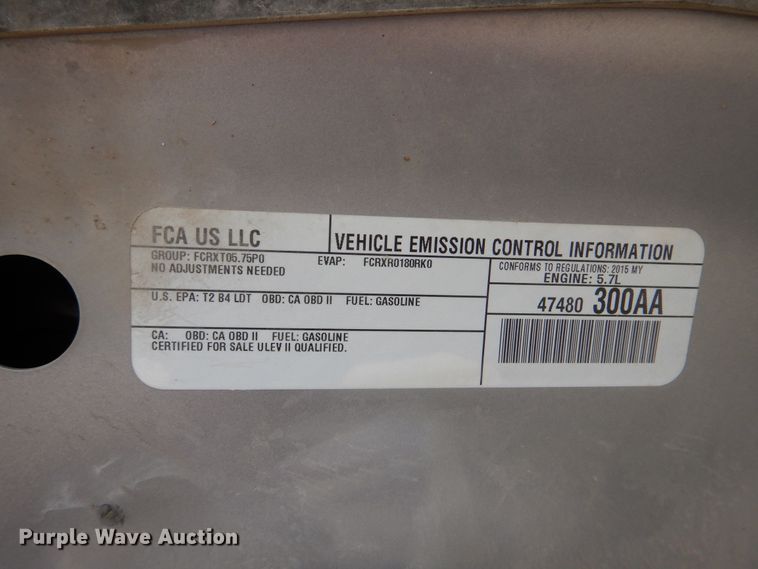 FCA US LLC
VEHICLE EMISSION CONTROL INFORMATION
GROUP: FCRXT05.75P0 EVAP: FCRXR0180RK0
NO ADJUSTMENTS NEEDED
CONFORMS TO REGULATIONS: 2015 MY
ENGINE: 5.7L
U.S. EPA: T2 B4 LDT OBD: CA OBD II FUEL: GASOLINE
47480 300AA
CA: OBD: CA OBD II FUEL: GASOLINE
CERTIFIED FOR SALE ULEV II QUALIFIED.
Purple Wave Auction